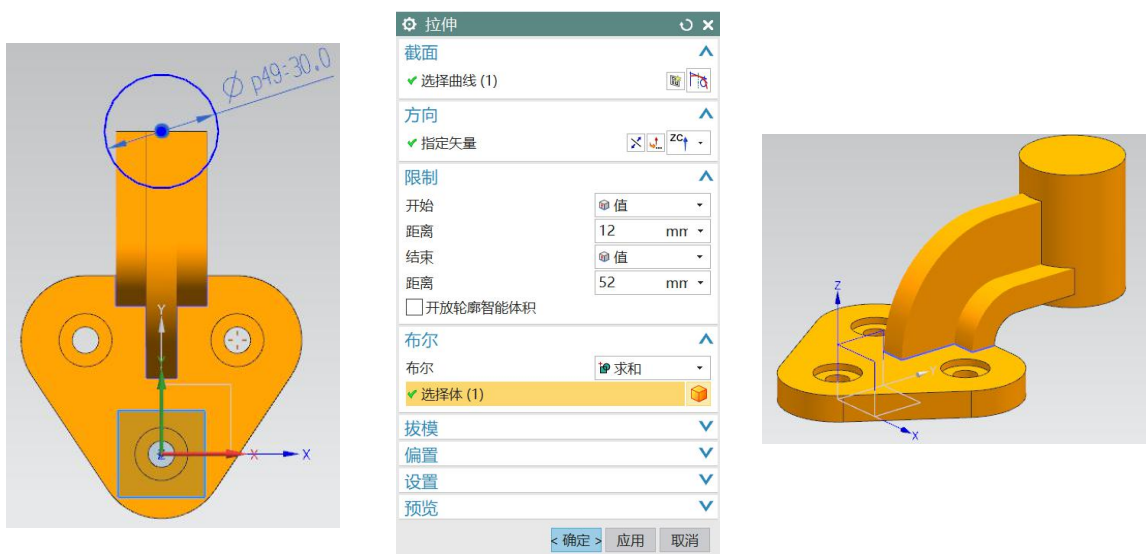 Ø p49=30.0
Y
X
X
Z
拉伸
截面
选择曲线 (1)
方向
指定矢量
ZC
限制
开始
值
距离
12
mm
结束
值
距离
52
mm
开放轮廓智能体积
布尔
布尔
求和
选择体 (1)
拔模
偏置
设置
预览
< 确定 >
应用
取消
Z
Y
X